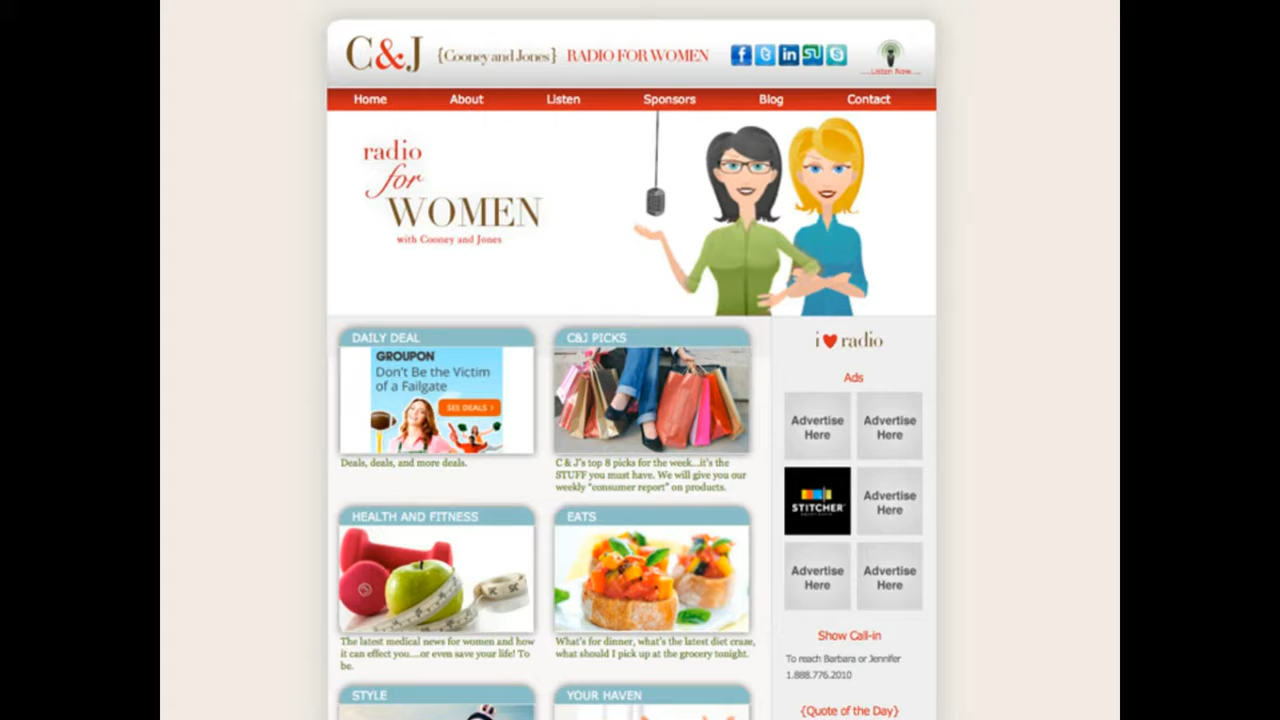 C&J {Cooney and Jones} RADIO FOR WOMEN
Listen Now
Home About Listen Sponsors Blog Contact
radio
for
WOMEN
with Cooney and Jones
DAILY DEAL
GROUPON
Don't Be the Victim
of a Failgate
SEE DEALS >
Deals, deals, and more deals.
C&J PICKS
C & J's top 8 picks for the week...it's the
STUFF you must have. We will give you our
weekly "consumer report" on products.
HEALTH AND FITNESS
The latest medical news for women and how
it can effect you....or even save your life! To
be.
EATS
What's for dinner, what's the latest diet craze,
what should I pick up at the grocery tonight.
STYLE
YOUR HAVEN
i radio
Ads
Advertise
Here
Advertise
Here
STITCHER
Advertise
Here
Advertise
Here
Advertise
Here
Show Call-in
To reach Barbara or Jennifer
1.888.776.2010
{Quote of the Day}